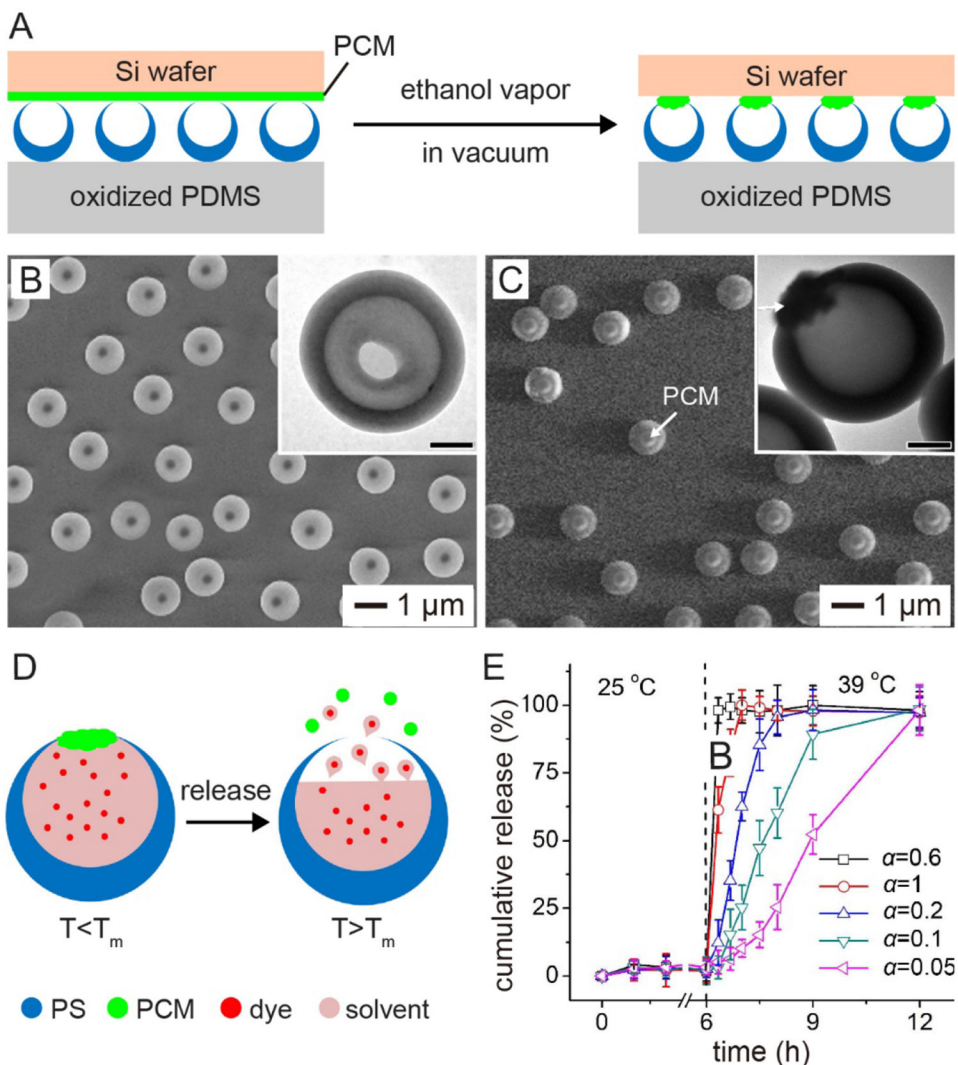 A
PCM
Si wafer
oxidized PDMS
ethanol vapor
in vacuum
Si wafer
oxidized PDMS
B
1 μm
C
PCM
1 μm
D
release
T<Tm
T>Tm
PS
PCM
dye
solvent
E
cumulative release (%)
100
75
50
25
0
25 °C
39 °C
B
α=0.6
α=1
α=0.2
α=0.1
α=0.05
0
6
9
12
time (h)